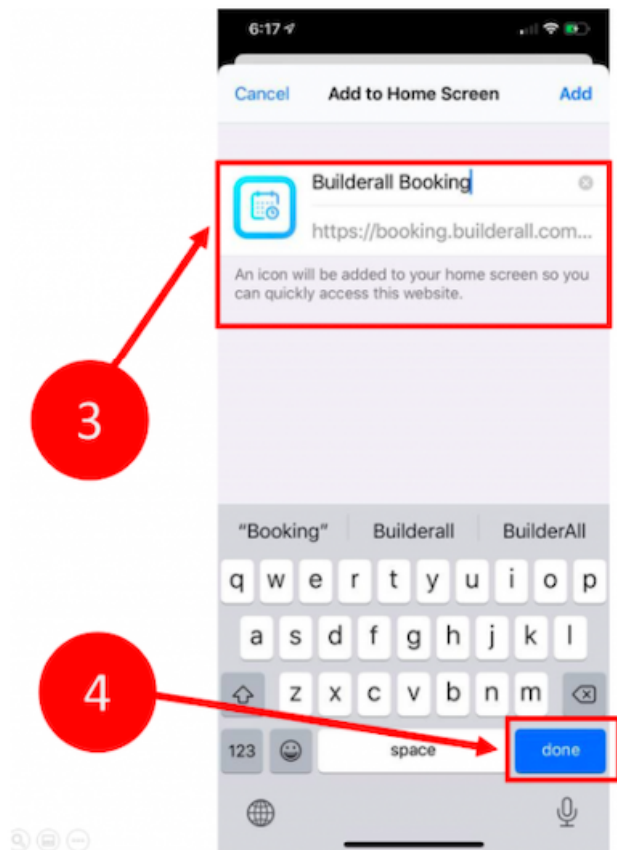 6:17
Cancel Add to Home Screen Add
Builderall Booking
https://booking.builderall.com...
An icon will be added to your home screen so you
can quickly access this website.
3
"Booking" Builderall BuilderAll
q w e r t y u i o p
a s d f g h j k l
4
z x c v b n m
123 space done